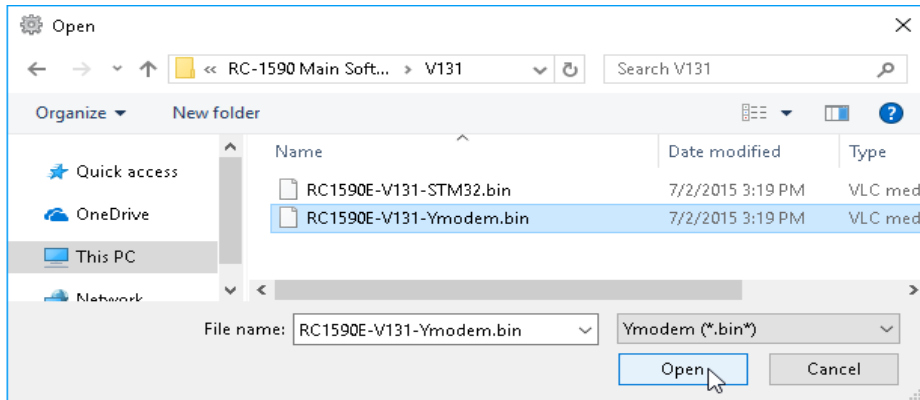 Open
« RC-1590 Main Soft... > V131
Search V131
Organize New folder
Name Date modified Type
Quick access
RC1590E-V131-STM32.bin 7/2/2015 3:19 PM VLC med
OneDrive
RC1590E-V131-Ymodem.bin 7/2/2015 3:19 PM VLC med
This PC
Network
File name: RC1590E-V131-Ymodem.bin Ymodem (*.bin*)
Open Cancel